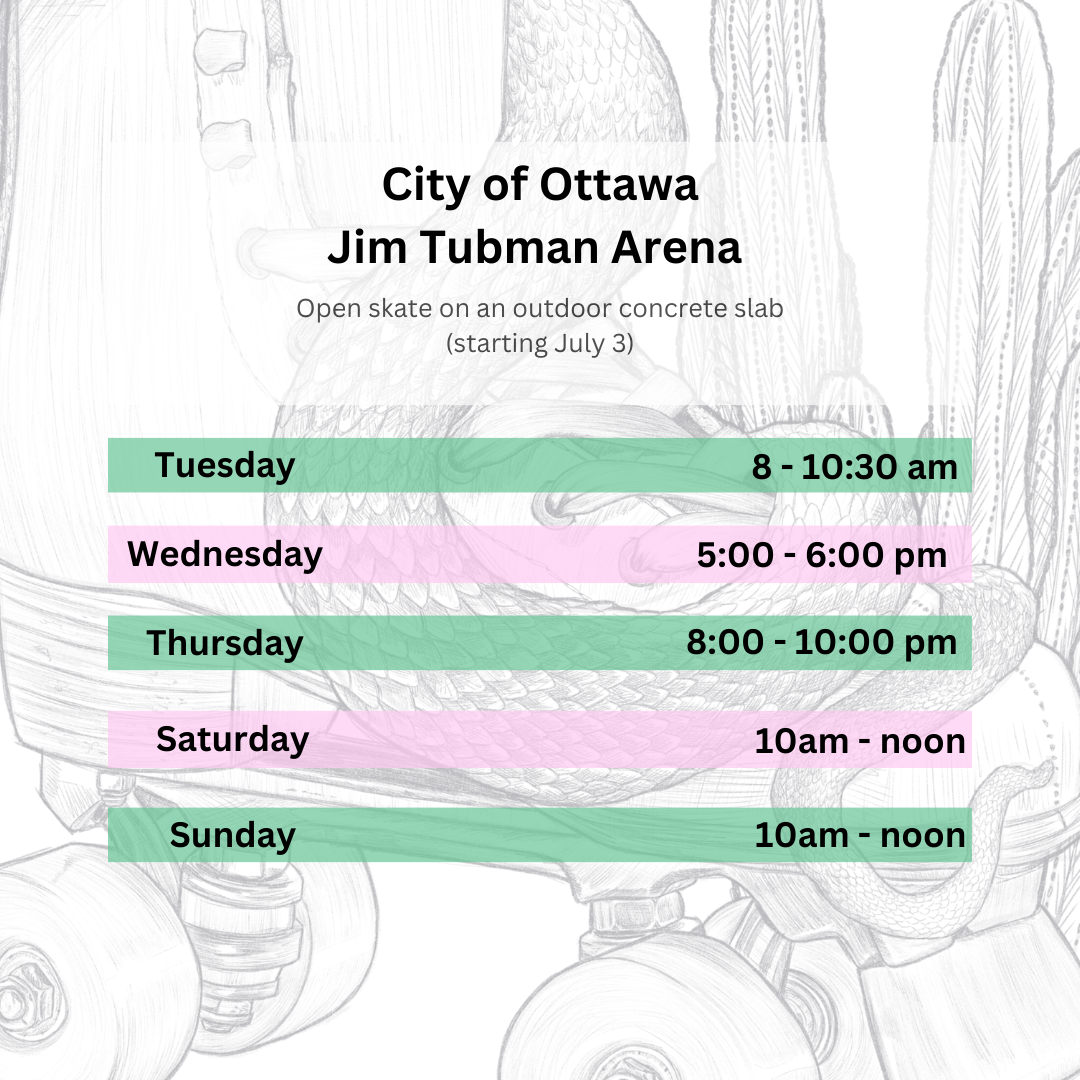 City of Ottawa
Jim Tubman Arena
Open skate on an outdoor concrete slab
(starting July 3)
Tuesday 8 - 10:30 am
Wednesday 5:00 - 6:00 pm
Thursday 8:00 - 10:00 pm
Saturday 10am - noon
Sunday 10am - noon